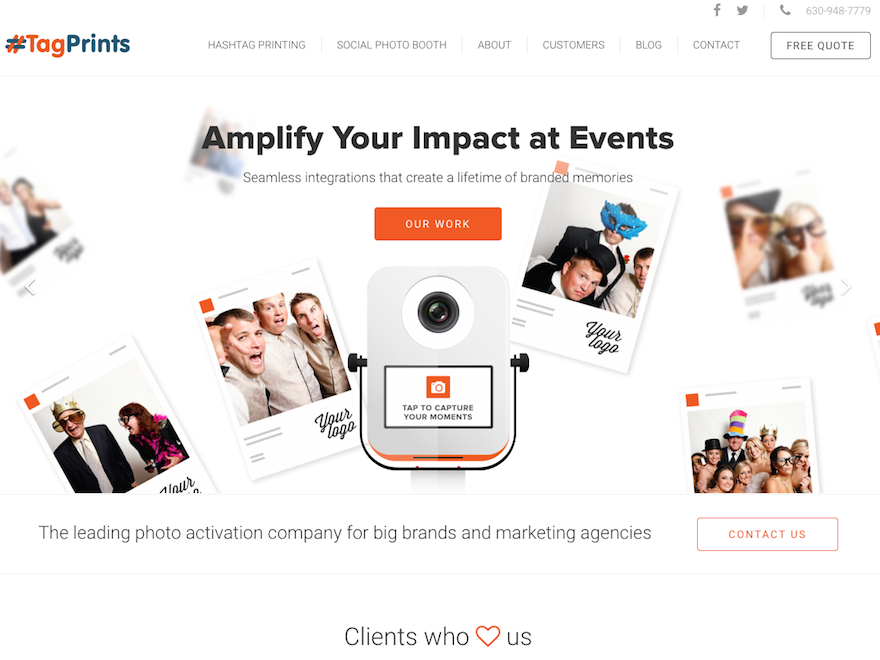 630-948-7779
#TagPrints
HASHTAG PRINTING
SOCIAL PHOTO BOOTH
ABOUT
CUSTOMERS
BLOG
CONTACT
FREE QUOTE
Amplify Your Impact at Events
Seamless integrations that create a lifetime of branded memories
OUR WORK
Your
logo
Your
logo
Your
logo
TAP TO CAPTURE
YOUR MOMENTS
Your
The leading photo activation company for big brands and marketing agencies
CONTACT US
Clients who us